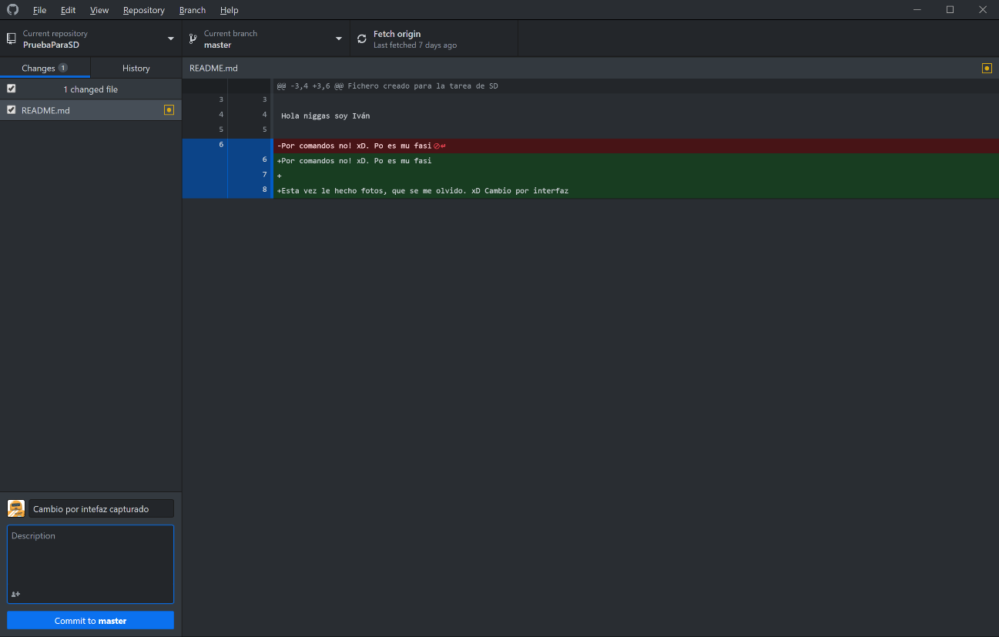 File Edit View Repository Branch Help
Current repository
PruebaParaSD
Current branch
master
Fetch origin
Last fetched 7 days ago
Changes 1 History
README.md
1 changed file
README.md
@@ -3,4 +3,6 @@ Fichero creado para la tarea de SD
3 3
4 4 Hola niggas soy Iván
5 5
6 -Por comandos no! xD. Po es mu fasi
6 +Por comandos no! xD. Po es mu fasi
7 +
8 +Esta vez le hecho fotos, que se me olvido. xD Cambio por interfaz
Cambio por intefaz capturado
Description
Commit to master